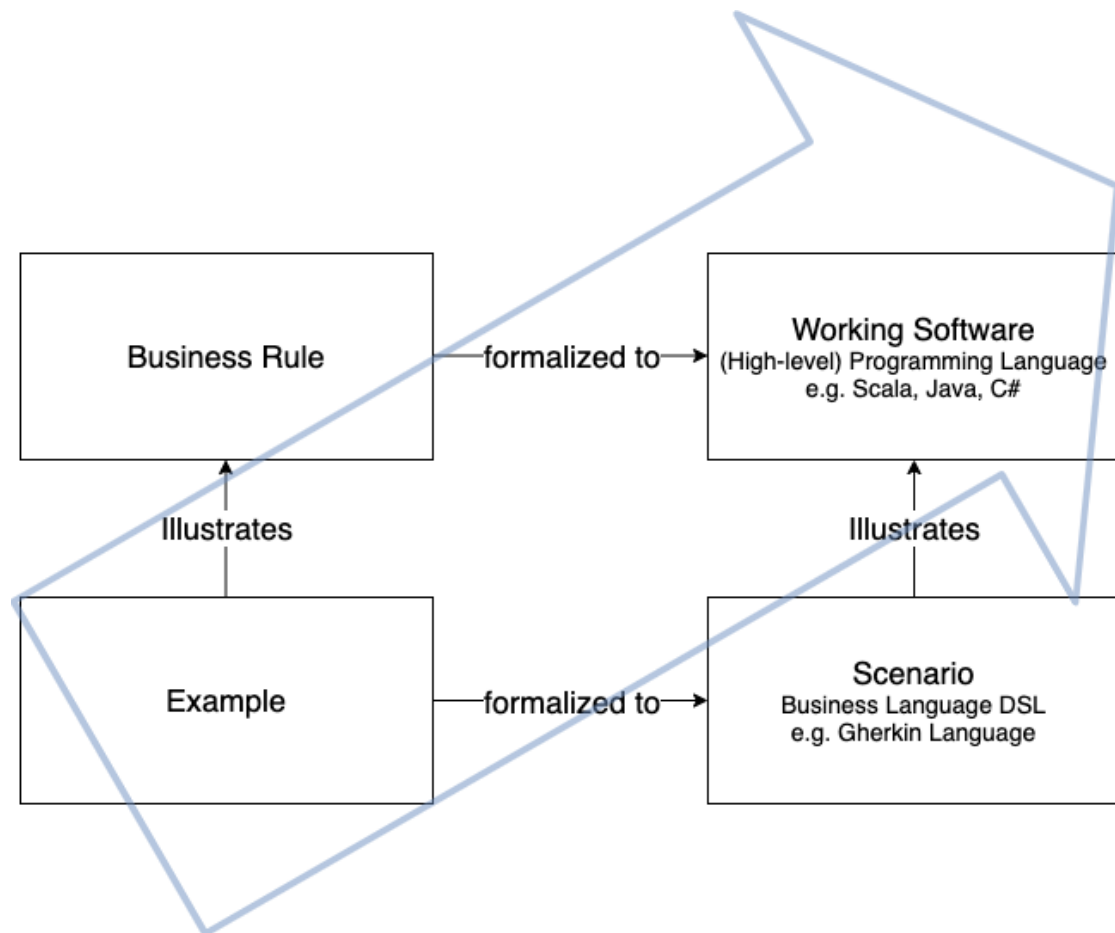 Business Rule
formalized to
Working Software
(High-level) Programming Language
e.g. Scala, Java, C#
Illustrates
Illustrates
Example
formalized to
Scenario
Business Language DSL
e.g. Gherkin Language